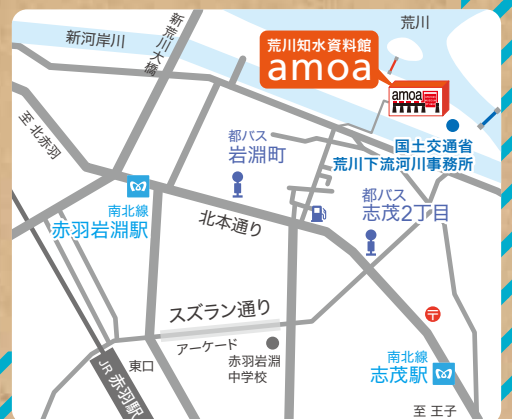 荒川
新荒川大橋
新河岸川
荒川知水資料館
amoa
amoa
至 北赤羽
都バス
岩淵町
国土交通省
荒川下流河川事務所
南北線
赤羽岩淵駅
北本通り
都バス
志茂2丁目
スズラン通り
アーケード
赤羽岩淵
中学校
東口
JR 赤羽駅
南北線
志茂駅
至 王子